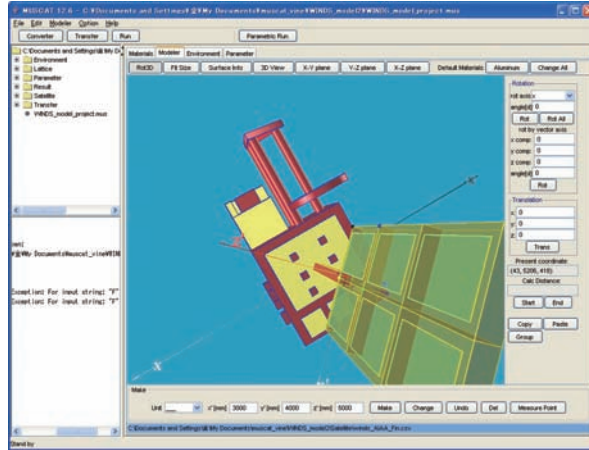 MUSCAT 12.6 - C:\Documents and Settings\金\My Documents\muscat_vine\WINDS_model2\WINDS_model_project.mus
File Edit Modeler Option Help
Converter Transfer Run Parametric Run
C:\Documents and Settings\金\My D
Environment
Lattice
Parameter
Result
Satellite
Transfer
WINDS_model_project.mus
Materials Modeler Environment Parameter
Rot3D Fit Size Surface Info 3D View X-Y plane Y-Z plane X-Z plane Default Materials: Aluminum Change All
Rotation
rot axis x
angle[d] 0
Rot Rot All
rot by vector axis
x comp: 0
y comp: 0
z comp: 0
angle[d] 0
Rot
Translation
x: 0
y: 0
z: 0
Trans
Present coordinate:
Calc Distance:
Start End
Copy Paste
Group
X
Exception: For input string: "F"
Exception: For input string: "F"
Make
Unit x'[mm] 3000 y'[mm] 4000 z'[mm] 5000 Make Change Undo Del Measure Point
Stand by